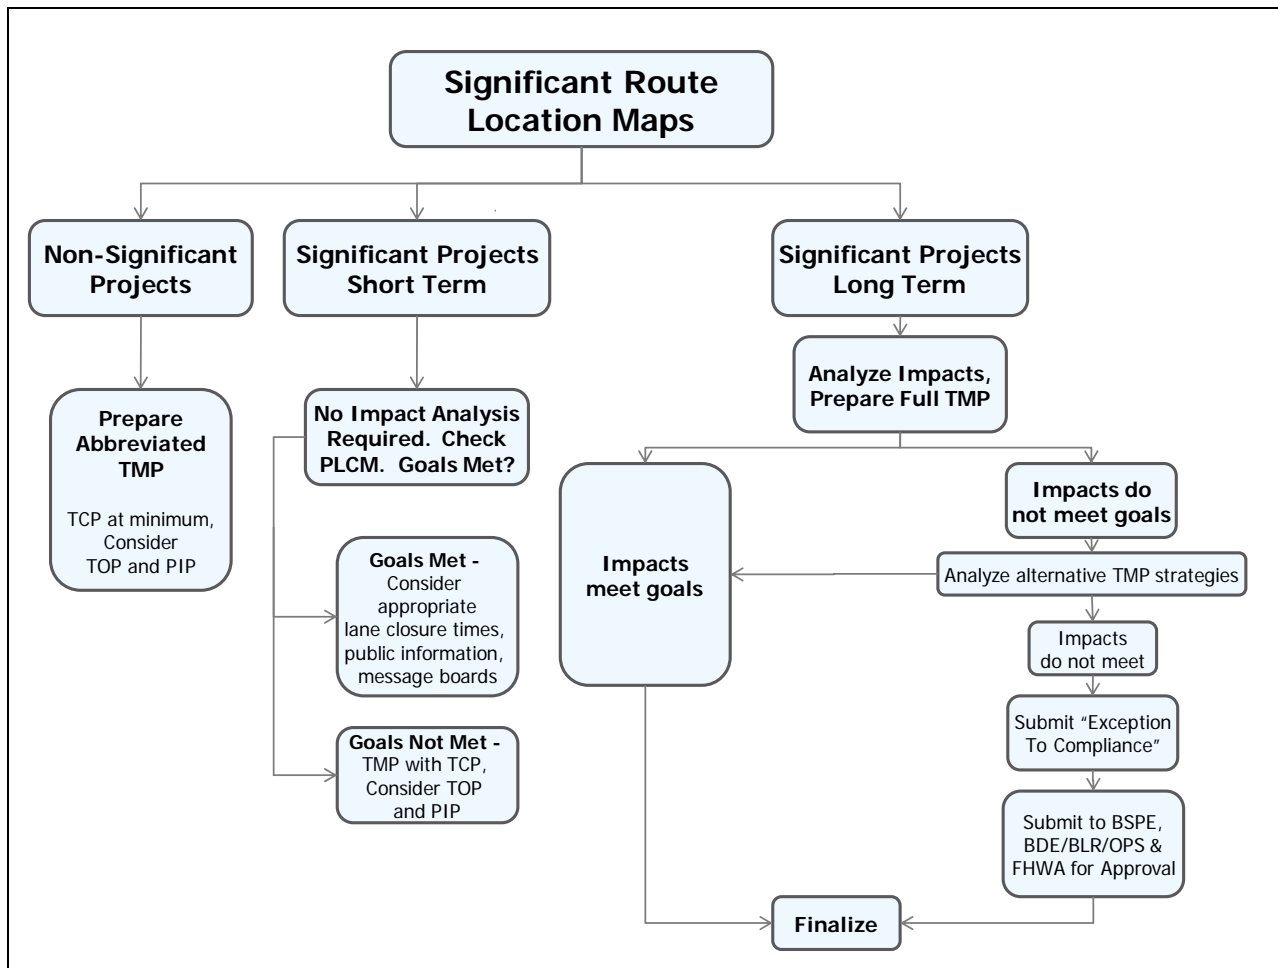 Significant Route
Location Maps
Non-Significant
Projects
Significant Projects
Short Term
Significant Projects
Long Term
Prepare
Abbreviated
TMP
TCP at minimum,
Consider
TOP and PIP
No Impact Analysis
Required.  Check
PLCM.  Goals Met?
Goals Met -
Consider
appropriate
lane closure times,
public information,
message boards
Goals Not Met -
TMP with TCP,
Consider TOP
and PIP
Analyze Impacts,
Prepare Full TMP
Impacts
meet goals
Impacts do
not meet goals
Analyze alternative TMP strategies
Impacts
do not meet
Submit “Exception
To Compliance”
Submit to BSPE,
BDE/BLR/OPS &
FHWA for Approval
Finalize